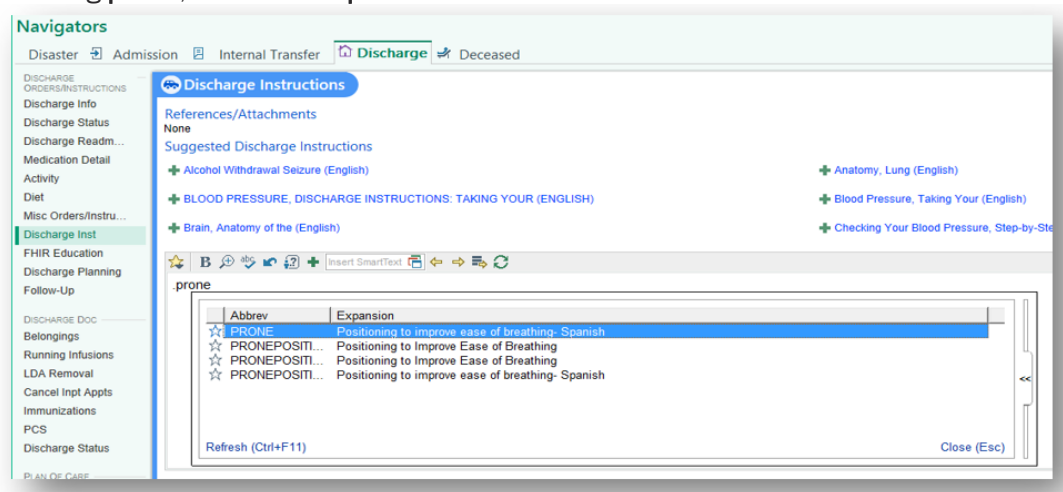 Navigators
Disaster Admission Internal Transfer Discharge Deceased
DISCHARGE
ORDERS/INSTRUCTIONS
Discharge Info
Discharge Status
Discharge Readm...
Medication Detail
Activity
Diet
Misc Orders/Instru...
Discharge Inst
FHIR Education
Discharge Planning
Follow-Up
DISCHARGE DOC
Belongings
Running Infusions
LDA Removal
Cancel Inpt Appts
Immunizations
PCS
Discharge Status
PLAN OF CARE
Discharge Instructions
References/Attachments
None
Suggested Discharge Instructions
Alcohol Withdrawal Seizure (English) Anatomy, Lung (English)
BLOOD PRESSURE, DISCHARGE INSTRUCTIONS: TAKING YOUR (ENGLISH) Blood Pressure, Taking Your (English)
Brain, Anatomy of the (English) Checking Your Blood Pressure, Step-by-Ste
B abc Insert SmartText
.prone
Abbrev Expansion
PRONE Positioning to improve ease of breathing- Spanish
PRONEPOSITI... Positioning to Improve Ease of Breathing
PRONEPOSITI... Positioning to Improve Ease of Breathing
PRONEPOSITI... Positioning to improve ease of breathing- Spanish
<<
Refresh (Ctrl+F11) Close (Esc)